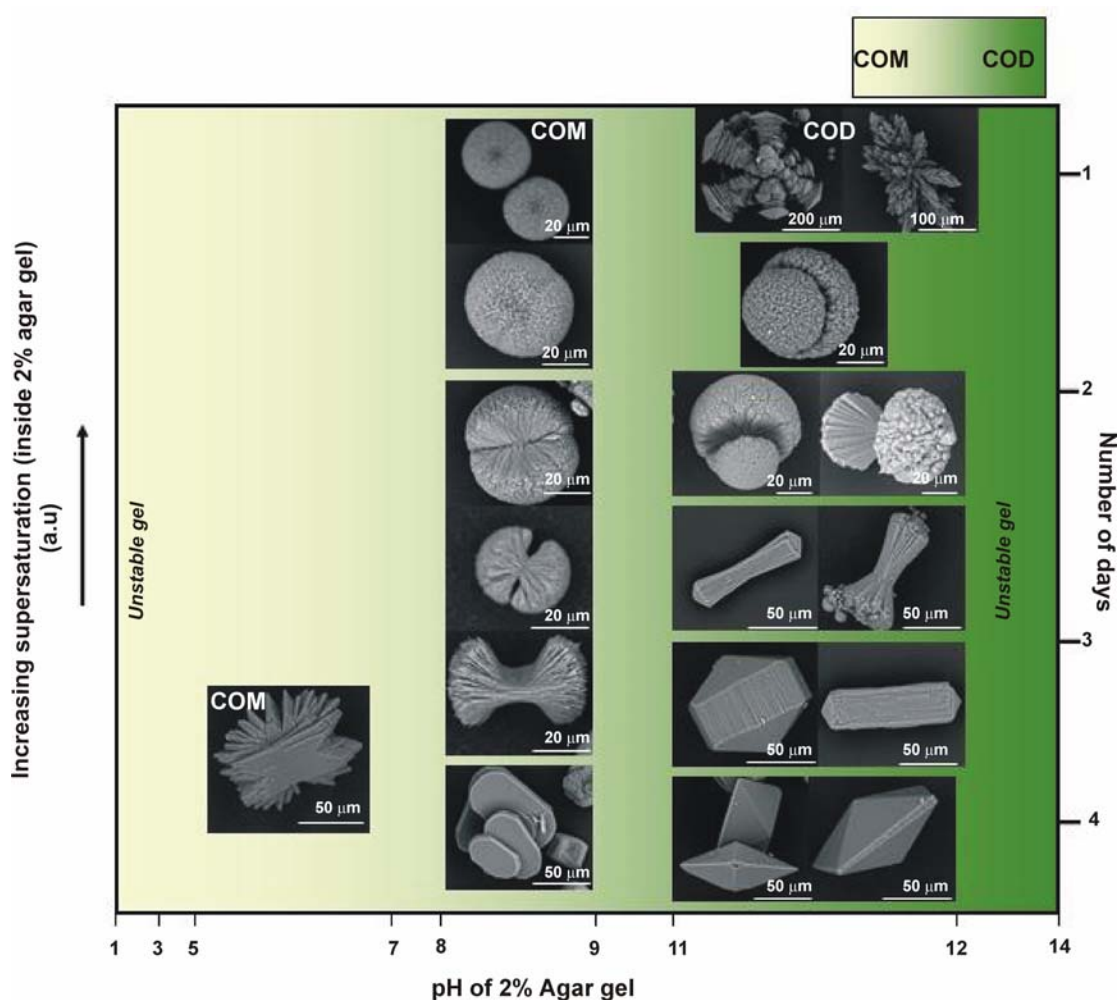 COM COD
COM
COD
20 μm
200 μm
100 μm
1
20 μm
20 μm
2
20 μm
20 μm
20 μm
Increasing supersaturation (inside 2% agar gel)
(a.u)
Number of days
Unstable gel
Unstable gel
20 μm
50 μm
50 μm
3
20 μm
50 μm
50 μm
COM
50 μm
50 μm
50 μm
50 μm
4
1 3 5 7 8 9 11 12 14
pH of 2% Agar gel